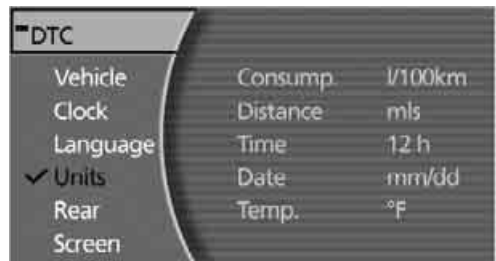 DTC
Vehicle Consump. l/100km
Clock Distance mls
Language Time 12 h
Units Date mm/dd
Rear Temp. °F
Screen